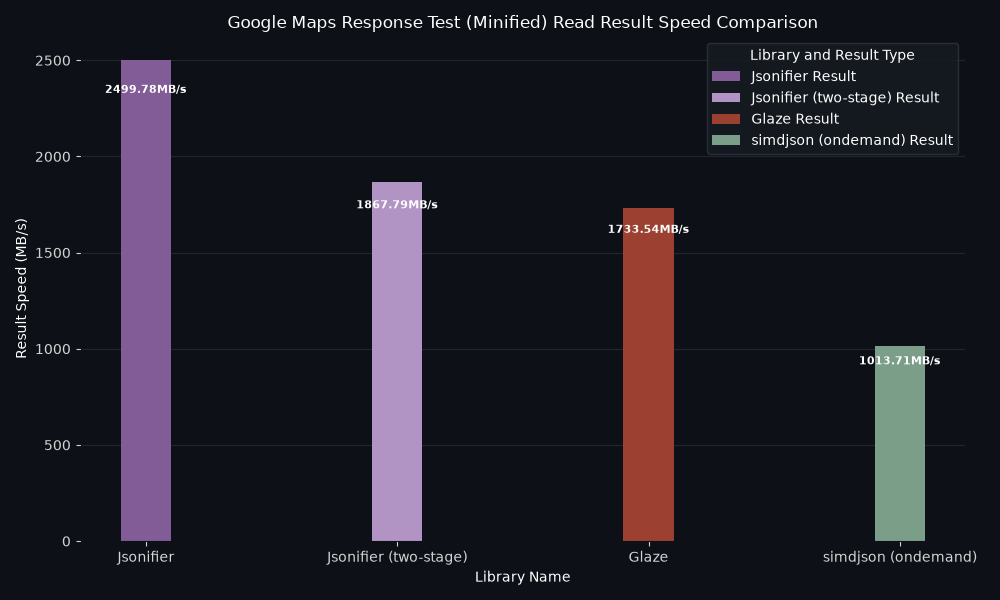 Google Maps Response Test (Minified) Read Result Speed Comparison
Library and Result Type
Jsonifier Result
Jsonifier (two-stage) Result
Glaze Result
simdjson (ondemand) Result
Result Speed (MB/s)
2500
2000
1500
1000
500
0
2499.78MB/s
1867.79MB/s
1733.54MB/s
1013.71MB/s
Jsonifier
Jsonifier (two-stage)
Glaze
simdjson (ondemand)
Library Name